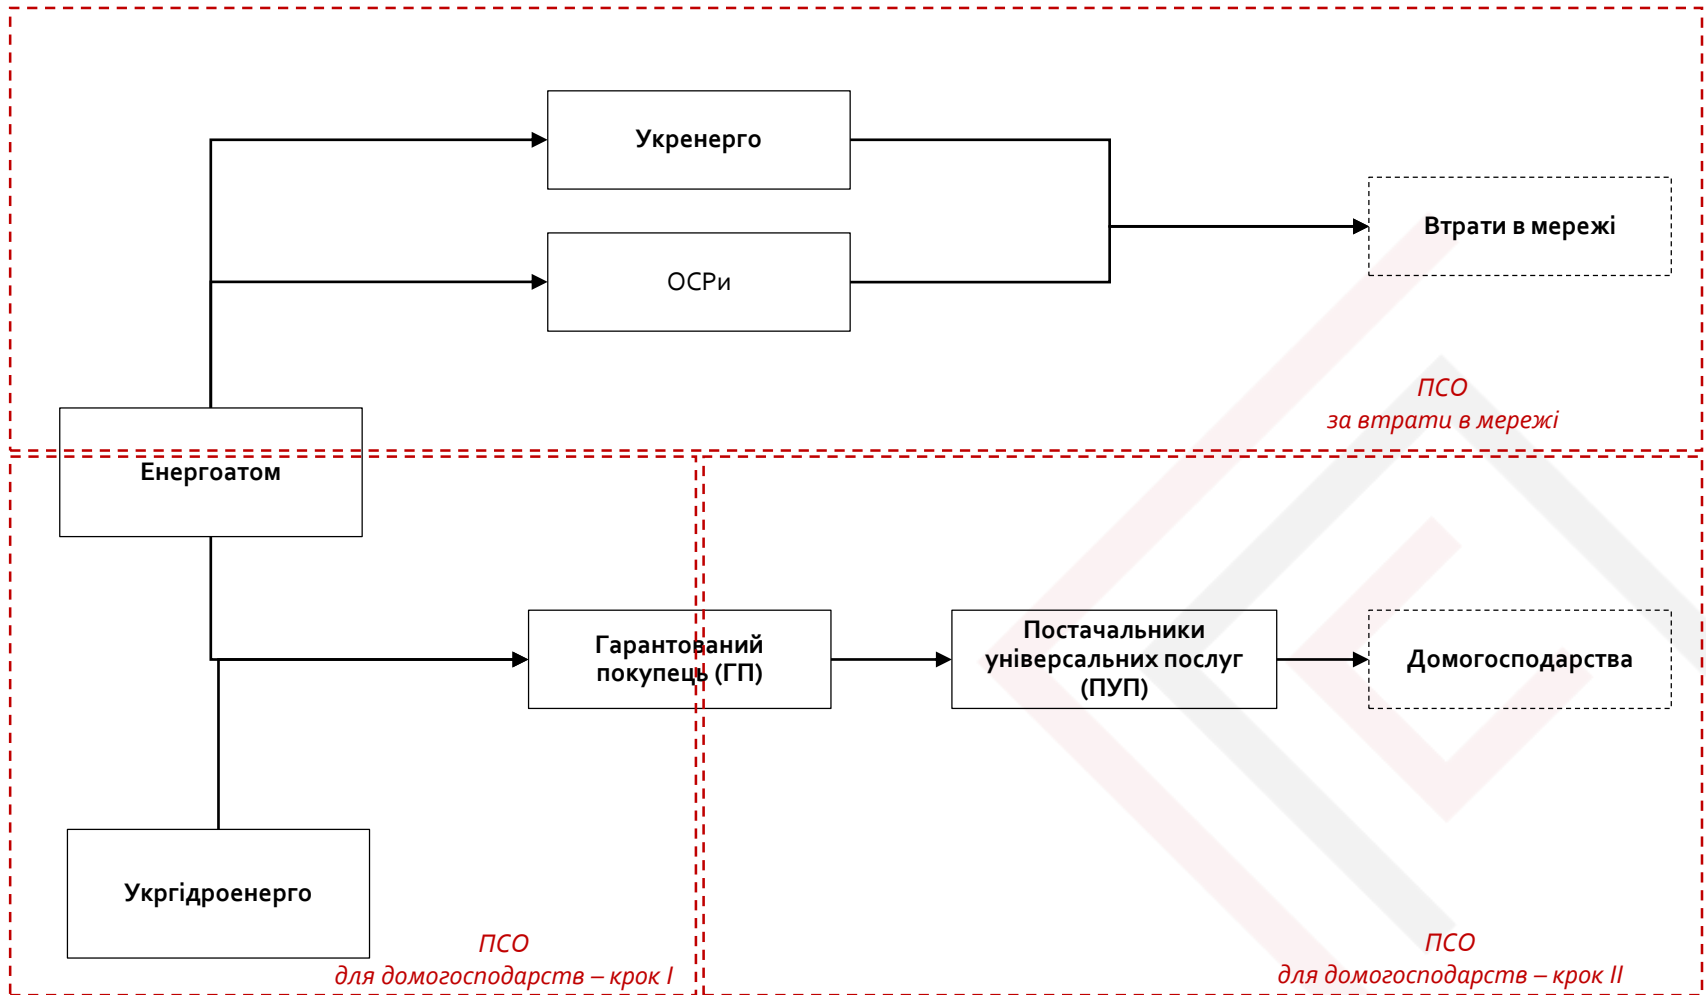 Укренерго
Втрати в мережі
ОСРи
ПСО
за втрати в мережі
Енергоатом
Гарантований
покупець (ГП)
Постачальники
універсальних послуг
(ПУП)
Домогосподарства
Укргідроенерго
ПСО
для домогосподарств – крок І
ПСО
для домогосподарств – крок ІІ